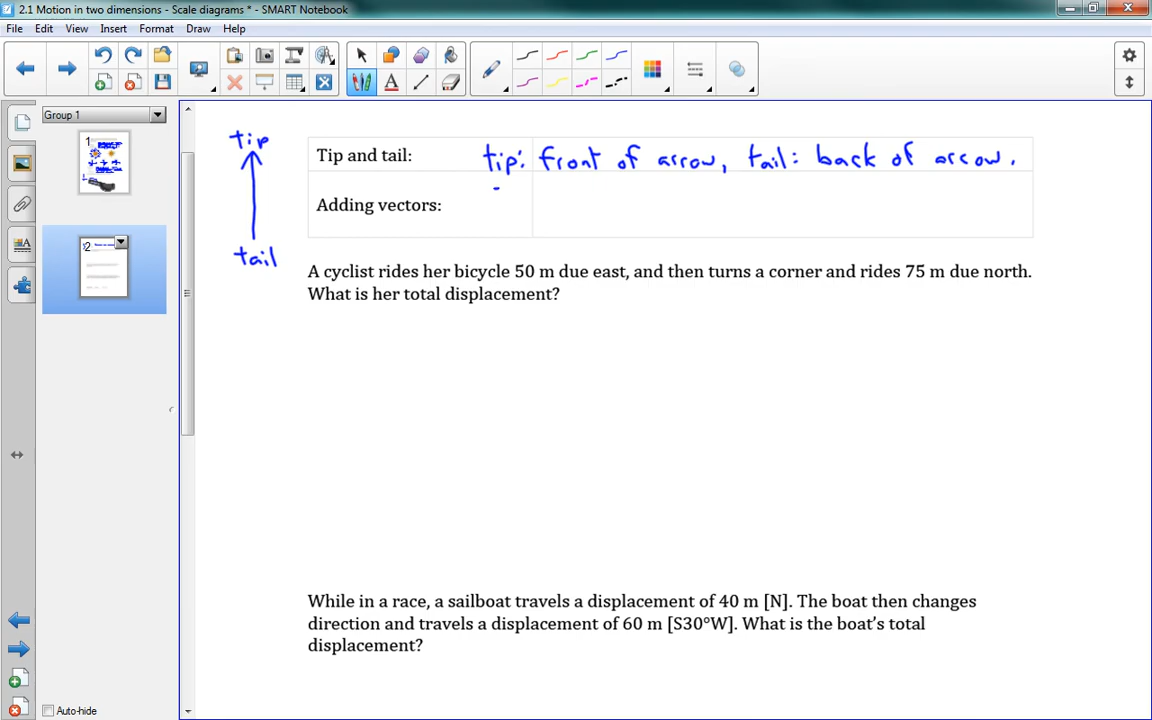 2.1 Motion in two dimensions - Scale diagrams * - SMART Notebook
File Edit View Insert Format Draw Help
Group 1
1
2
tip
tail
Tip and tail: tip: front of arrow, tail: back of arrow.
Adding vectors:
A cyclist rides her bicycle 50 m due east, and then turns a corner and rides 75 m due north.
What is her total displacement?
While in a race, a sailboat travels a displacement of 40 m [N]. The boat then changes
direction and travels a displacement of 60 m [S30°W]. What is the boat's total
displacement?
Auto-hide